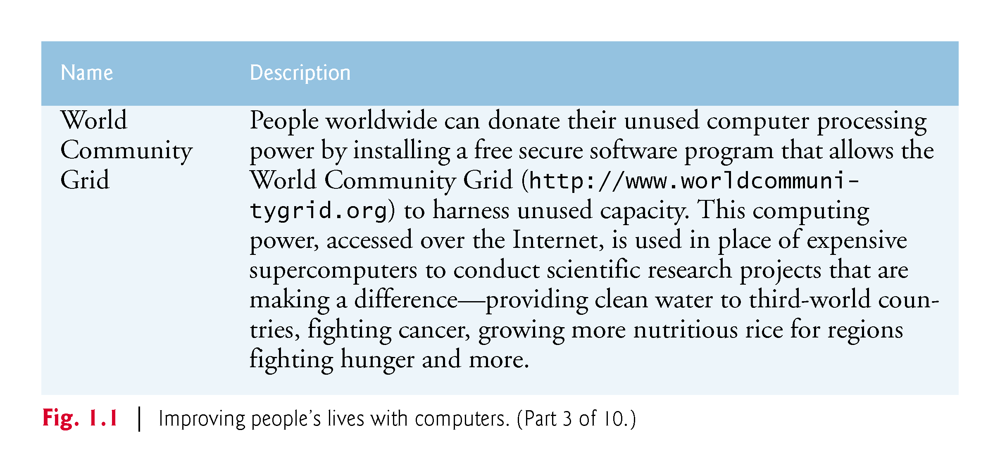 Name Description
World
Community
Grid
People worldwide can donate their unused computer processing
power by installing a free secure software program that allows the
World Community Grid (http://www.worldcommuni-
tygrid.org) to harness unused capacity. This computing
power, accessed over the Internet, is used in place of expensive
supercomputers to conduct scientific research projects that are
making a difference—providing clean water to third-world coun-
tries, fighting cancer, growing more nutritious rice for regions
fighting hunger and more.
Fig. 1.1 | Improving people’s lives with computers. (Part 3 of 10.)